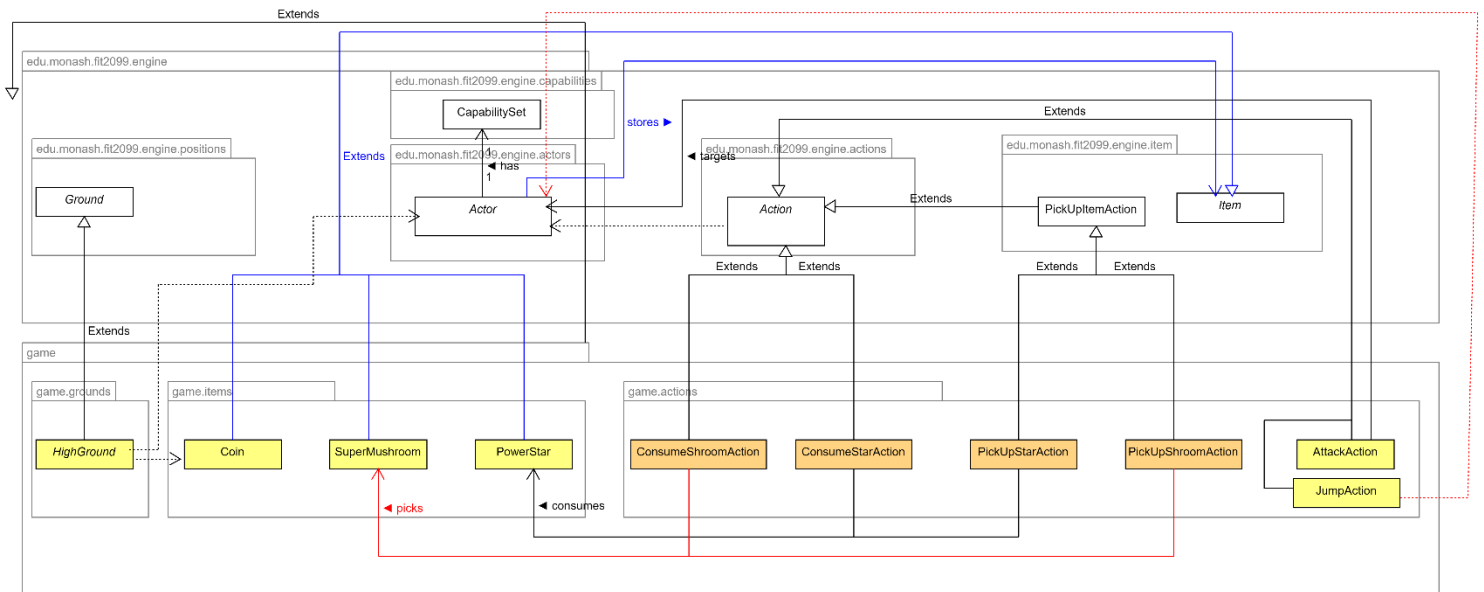 Extends
edu.monash.fit2099.engine
edu.monash.fit2099.engine.capabilities
CapabilitySet
Extends
stores ►
edu.monash.fit2099.engine.positions
Extends
edu.monash.fit2099.engine.actors
1
◄ has
1
◄ targets
edu.monash.fit2099.engine.actions
edu.monash.fit2099.engine.item
Ground
Actor
Action
Extends
PickUpItemAction
Item
Extends
Extends
Extends
Extends
Extends
game
game.grounds
game.items
game.actions
HighGround
Coin
SuperMushroom
PowerStar
ConsumeShroomAction
ConsumeStarAction
PickUpStarAction
PickUpShroomAction
AttackAction
JumpAction
◄ picks
◄ consumes